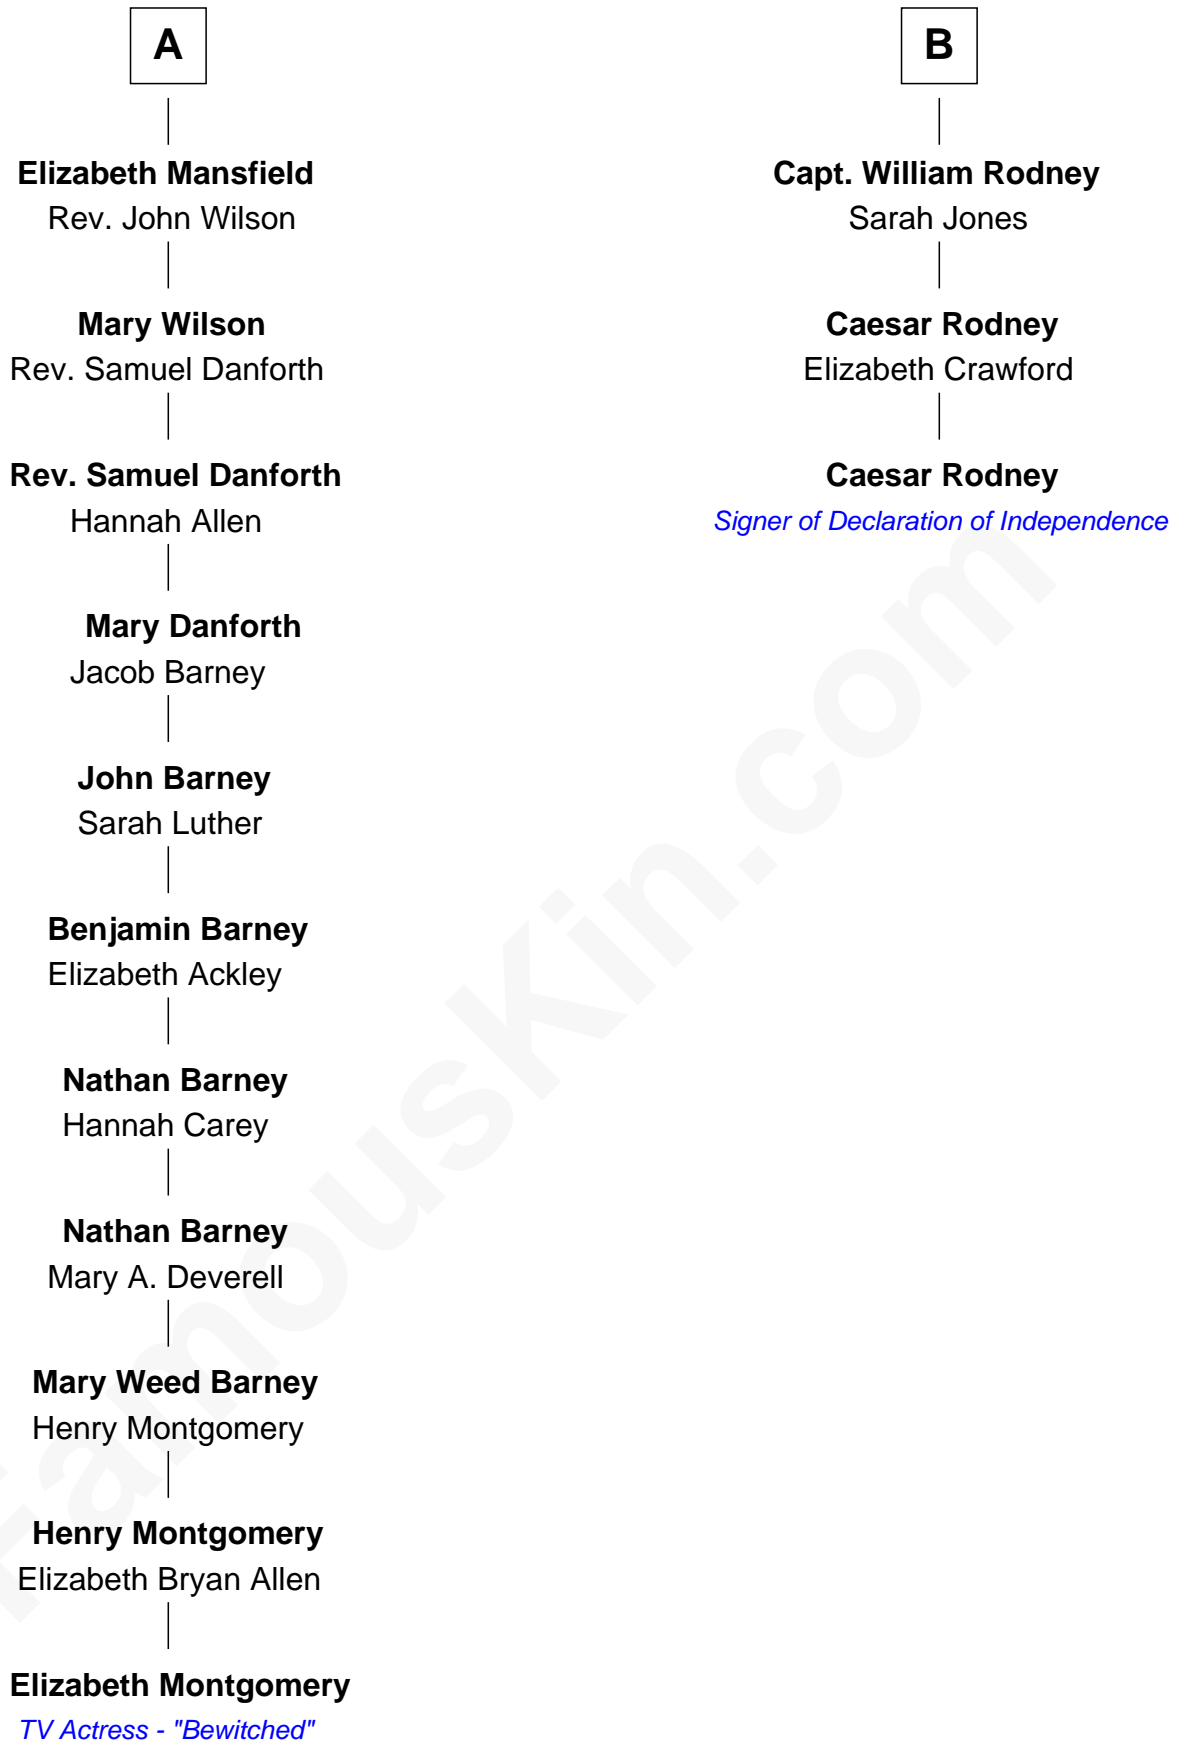 A
Elizabeth Mansfield
Rev. John Wilson
Mary Wilson
Rev. Samuel Danforth
Rev. Samuel Danforth
Hannah Allen
Mary Danforth
Jacob Barney
John Barney
Sarah Luther
Benjamin Barney
Elizabeth Ackley
Nathan Barney
Hannah Carey
Nathan Barney
Mary A. Deverell
Mary Weed Barney
Henry Montgomery
Henry Montgomery
Elizabeth Bryan Allen
Elizabeth Montgomery
TV Actress - "Bewitched"
B
Capt. William Rodney
Sarah Jones
Caesar Rodney
Elizabeth Crawford
Caesar Rodney
Signer of Declaration of Independence
FamousKin.com